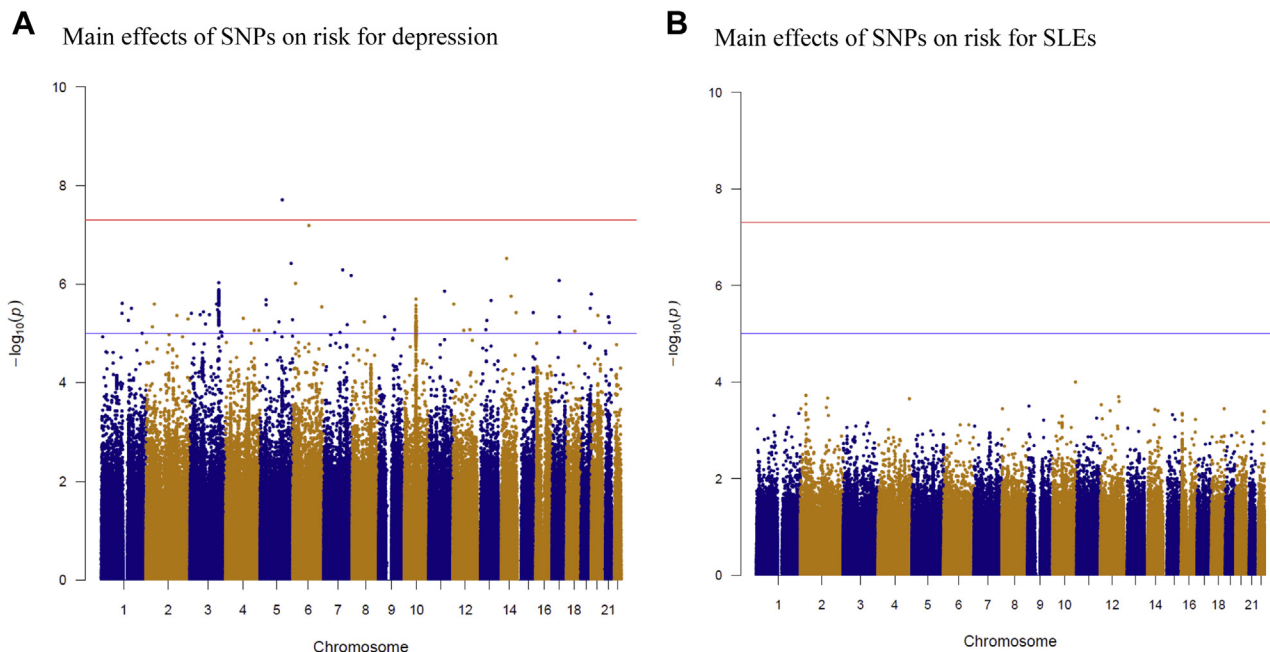 A Main effects of SNPs on risk for depression
10
8
6
4
2
0
−log10(p)
1 2 3 4 5 6 7 8 9 10 12 14 16 18 21
Chromosome
B Main effects of SNPs on risk for SLEs
10
8
6
4
2
0
−log10(p)
1 2 3 4 5 6 7 8 9 10 12 14 16 18 21
Chromosome